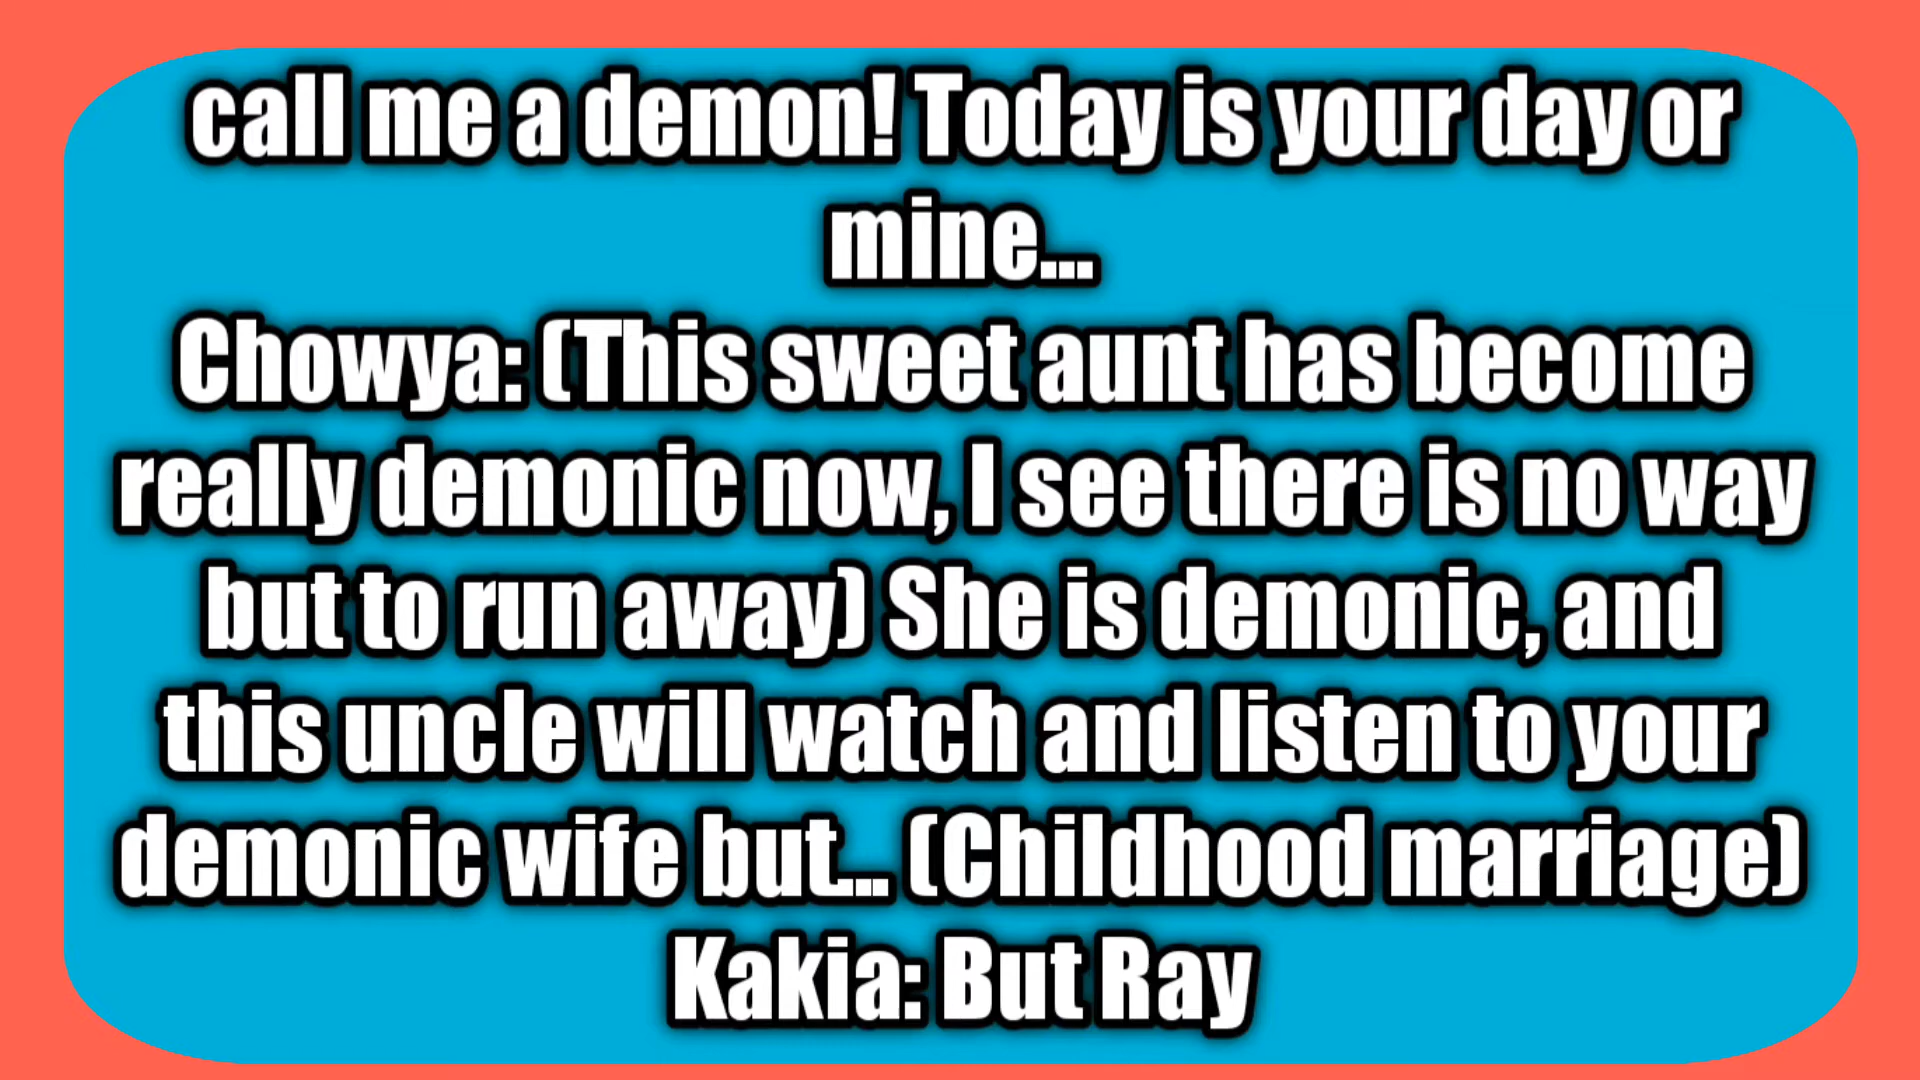 call me a demon! Today is your day or
mine...
Chowya: (This sweet aunt has become
really demonic now, I see there is no way
but to run away) She is demonic, and
this uncle will watch and listen to your
demonic wife but... (Childhood marriage)
Kakia: But Ray